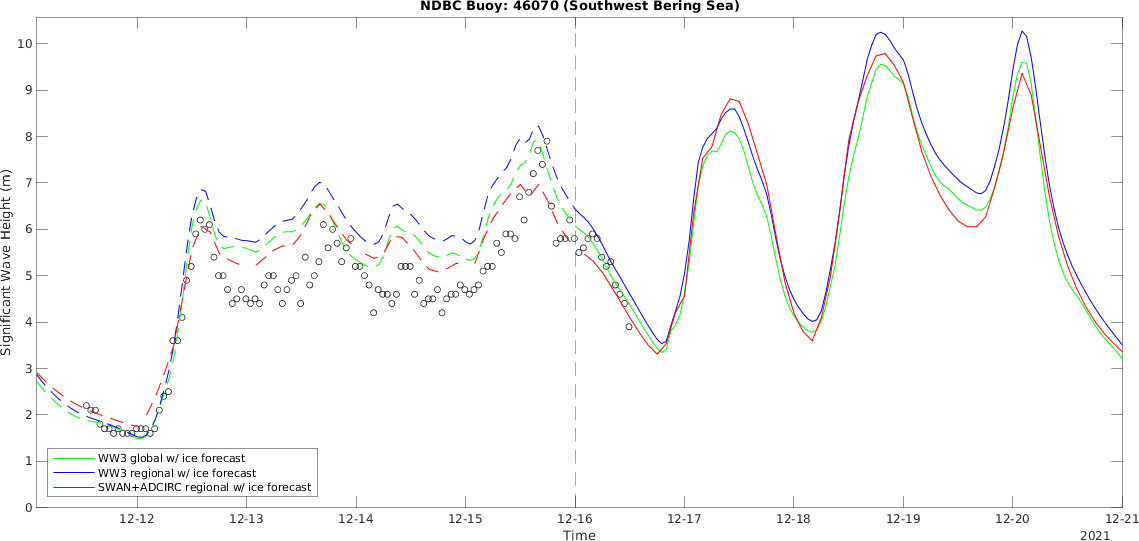 NDBC Buoy: 46070 (Southwest Bering Sea)
Significant Wave Height (m)
10
9
8
7
6
5
4
3
2
1
0
WW3 global w/ ice forecast
WW3 regional w/ ice forecast
SWAN+ADCIRC regional w/ ice forecast
12-12 12-13 12-14 12-15 12-16 12-17 12-18 12-19 12-20 12-21
Time
2021